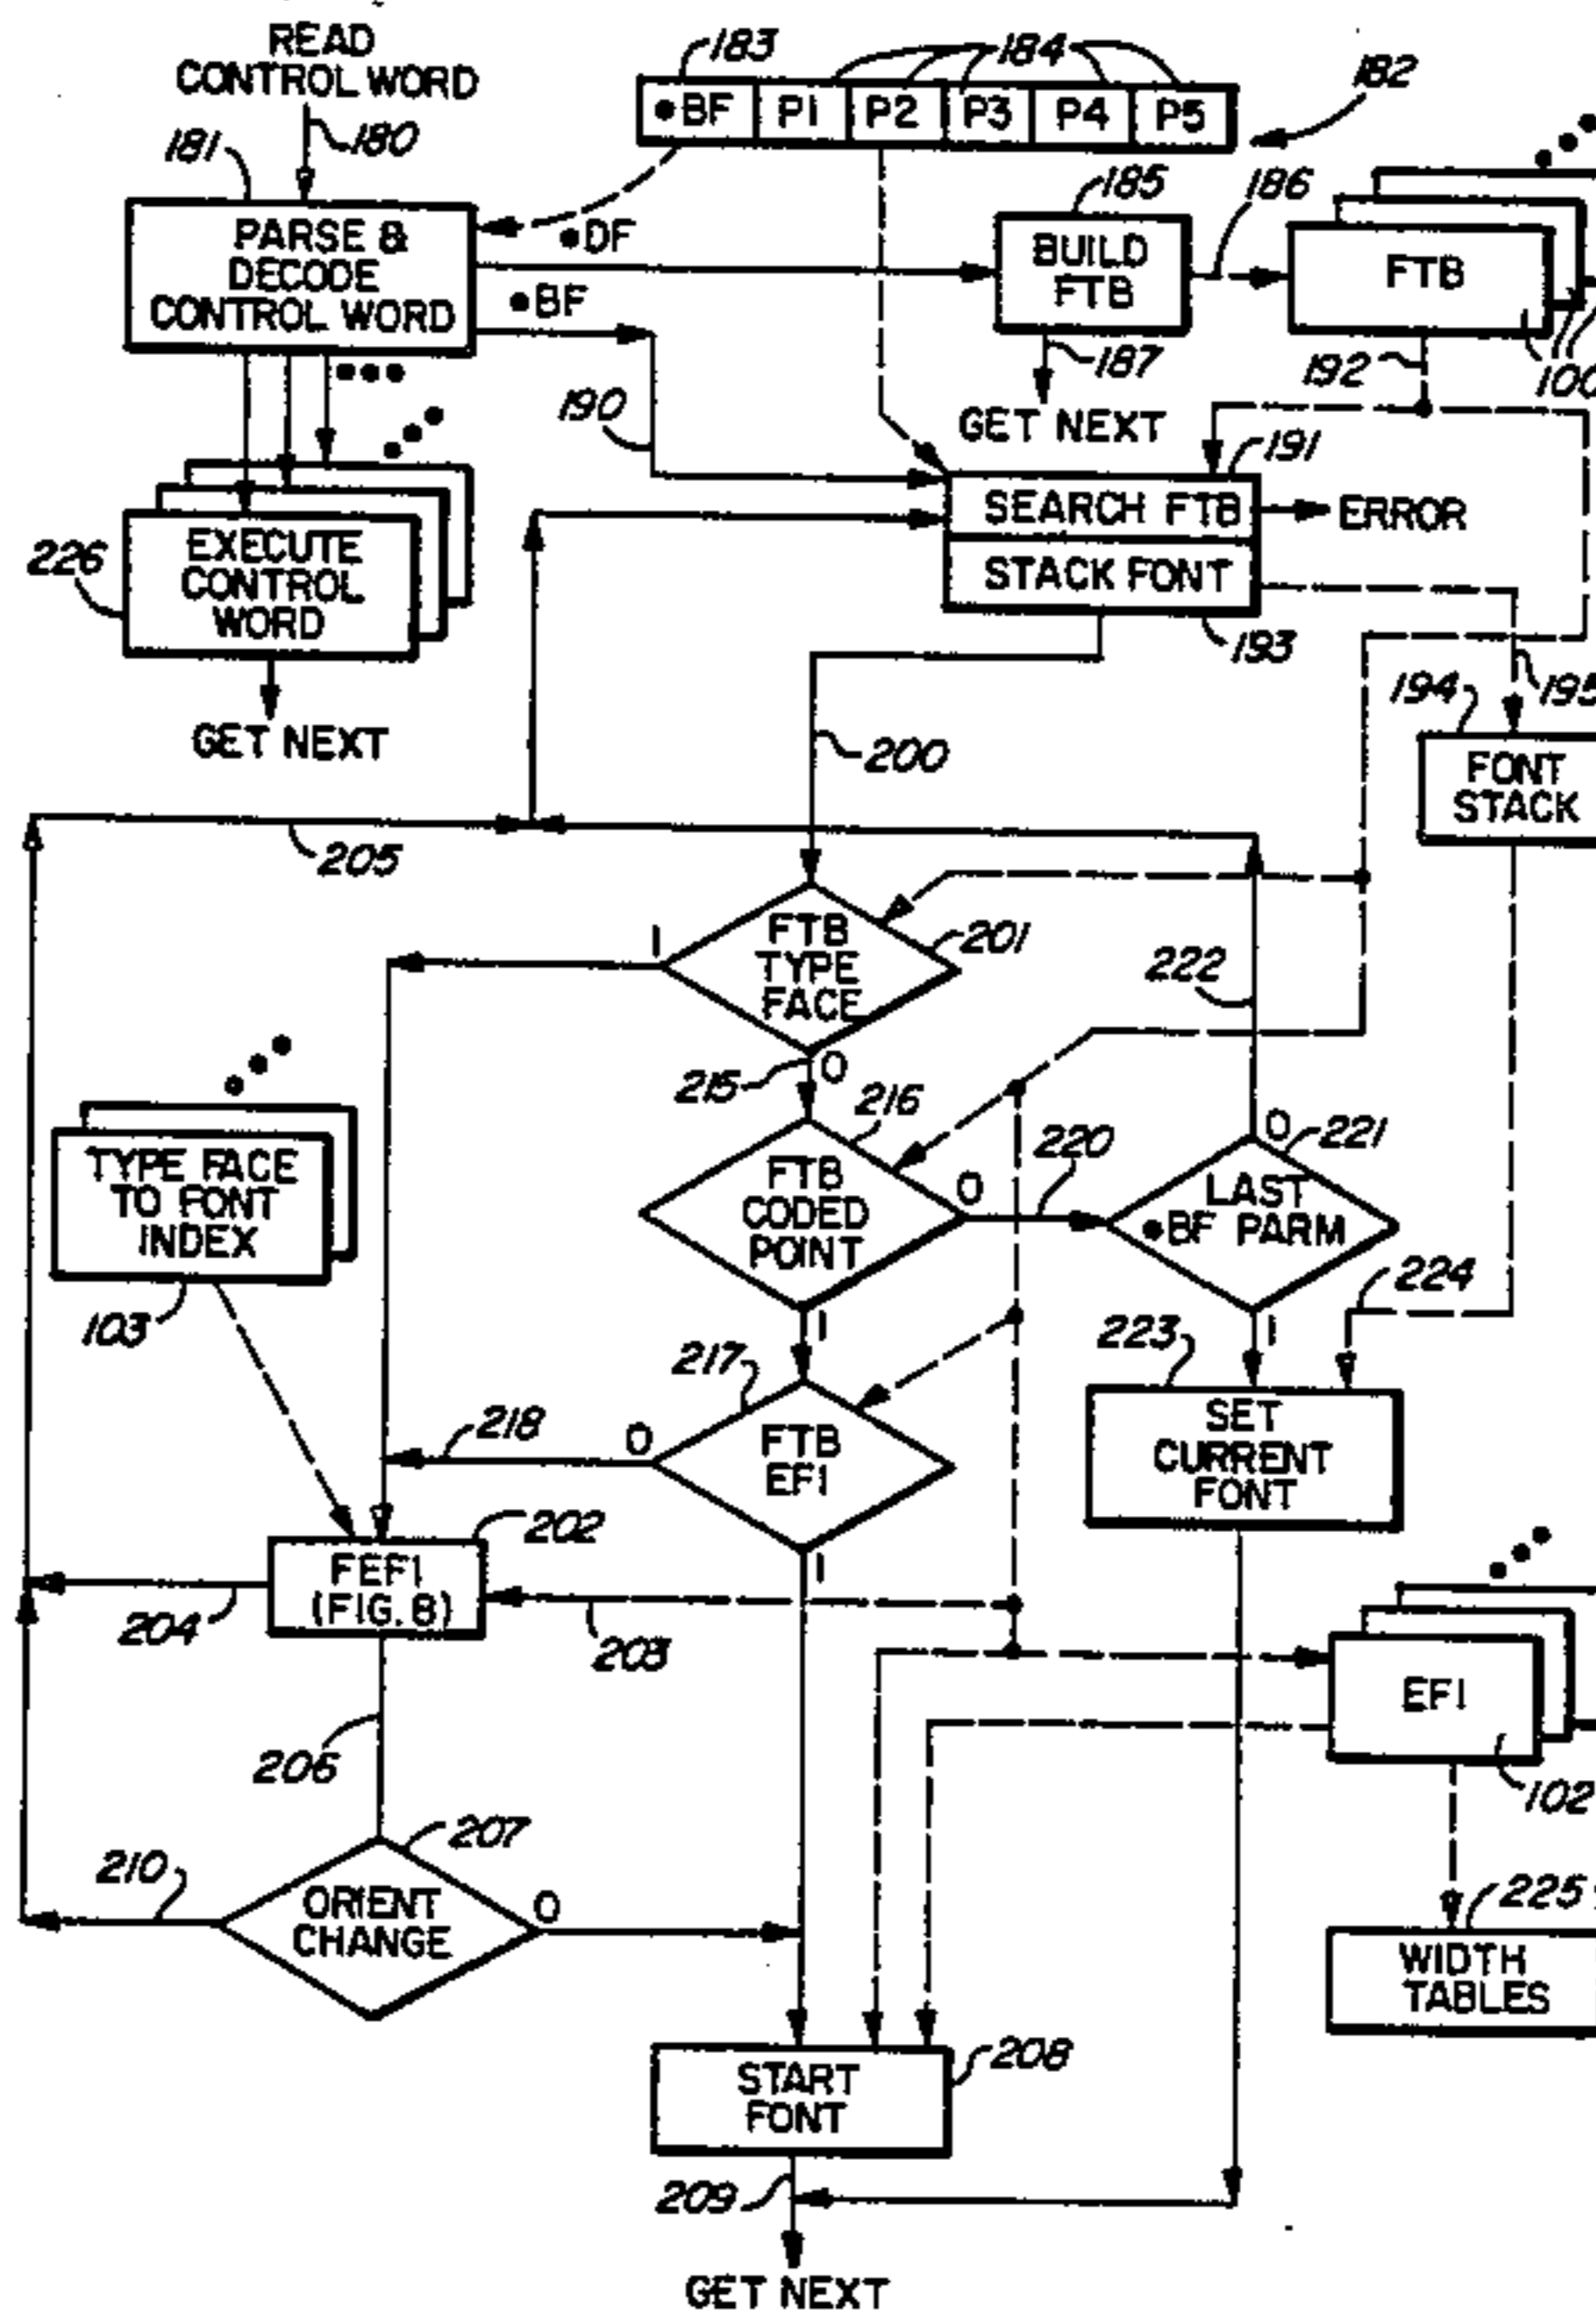 READ
CONTROL WORD
180
181
183
184
182
•BF P1 P2 P3 P4 P5
PARSE &
DECODE
CONTROL WORD
•DF
•BF
185
BUILD
FTB
186
187
GET NEXT
FTB
100
192
190
191
SEARCH FTB
ERROR
STACK FONT
193
226
EXECUTE
CONTROL
WORD
GET NEXT
194
195
FONT
STACK
200
205
FTB
TYPE
FACE
1
201
222
0
215
216
FTB
CODED
POINT
0
220
0
221
LAST
•BF PARM
TYPE FACE
TO FONT
INDEX
103
1
1
224
217
223
SET
CURRENT
FONT
218
0
FTB
EF1
202
1
FEF1
(FIG. 8)
204
203
EF1
102
206
207
210
ORIENT
CHANGE
0
225
WIDTH
TABLES
START
FONT
208
209
GET NEXT